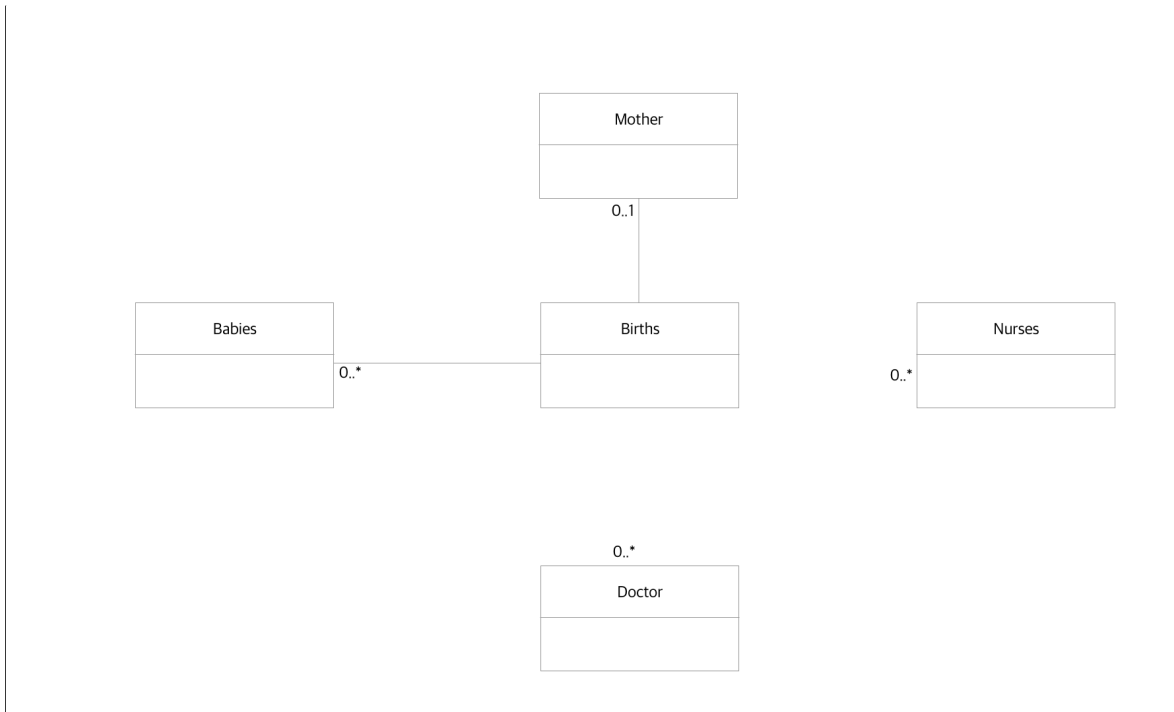 Mother
0..1
Babies
Births
Nurses
0..*
0..*
0..*
Doctor